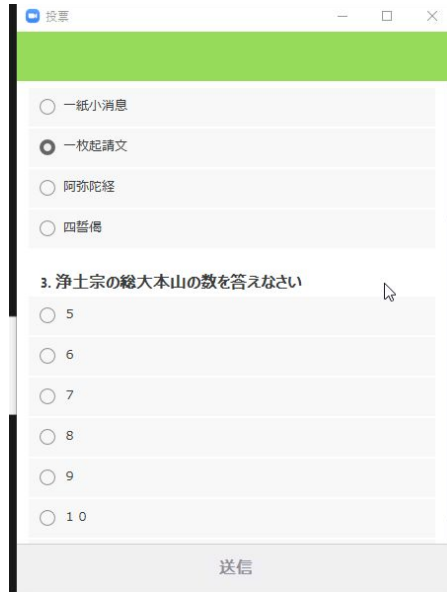 投票
一紙小消息
一枚起請文
阿弥陀経
四誓偈
3. 浄土宗の総大本山の数を答えなさい
5
6
7
8
9
10
送信